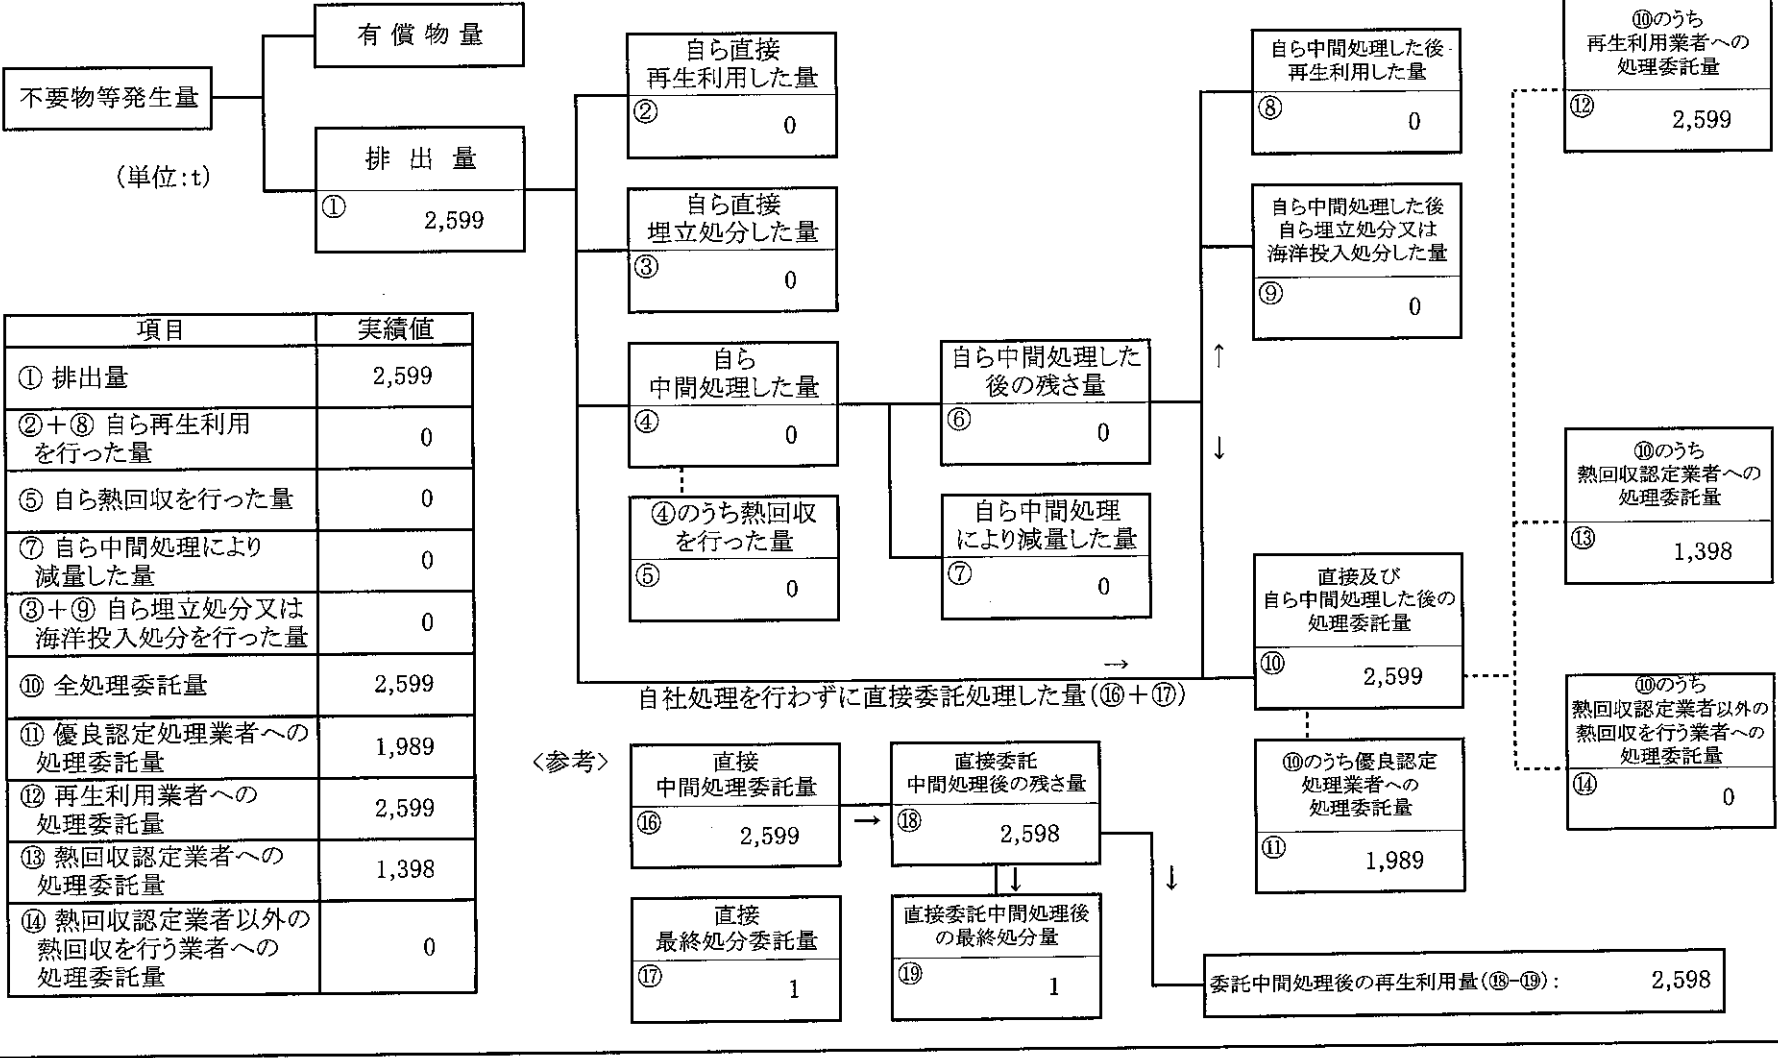 不要物等発生量
有償物量
(単位:t)
排出量
①
2,599
自ら直接
再生利用した量
②
0
自ら直接
埋立処分した量
③
0
自ら
中間処理した量
④
0
④のうち熱回収
を行った量
⑤
0
自ら中間処理した
後の残さ量
⑥
0
自ら中間処理
により減量した量
⑦
0
自ら中間処理した後
再生利用した量
⑧
0
自ら中間処理した後
自ら埋立処分又は
海洋投入処分した量
⑨
0
↑
↓
→
自社処理を行わずに直接委託処理した量(⑯+⑰)
直接及び
自ら中間処理した後の
処理委託量
⑩
2,599
⑩のうち優良認定
処理業者への
処理委託量
⑪
1,989
⑩のうち
再生利用業者への
処理委託量
⑫
2,599
⑩のうち
熱回収認定業者への
処理委託量
⑬
1,398
⑩のうち
熱回収認定業者以外の
熱回収を行う業者への
処理委託量
⑭
0
項目 実績値
① 排出量 2,599
②+⑧ 自ら再生利用
を行った量 0
⑤ 自ら熱回収を行った量 0
⑦ 自ら中間処理により
減量した量 0
③+⑨ 自ら埋立処分又は
海洋投入処分を行った量 0
⑩ 全処理委託量 2,599
⑪ 優良認定処理業者への
処理委託量 1,989
⑫ 再生利用業者への
処理委託量 2,599
⑬ 熱回収認定業者への
処理委託量 1,398
⑭ 熱回収認定業者以外の
熱回収を行う業者への
処理委託量 0
<参考>
直接
中間処理委託量
⑯
2,599
→
直接委託
中間処理後の残さ量
⑱
2,598
↓
↓
直接
最終処分委託量
⑰
1
直接委託中間処理後
の最終処分量
⑲
1
委託中間処理後の再生利用量(⑱-⑲): 2,598